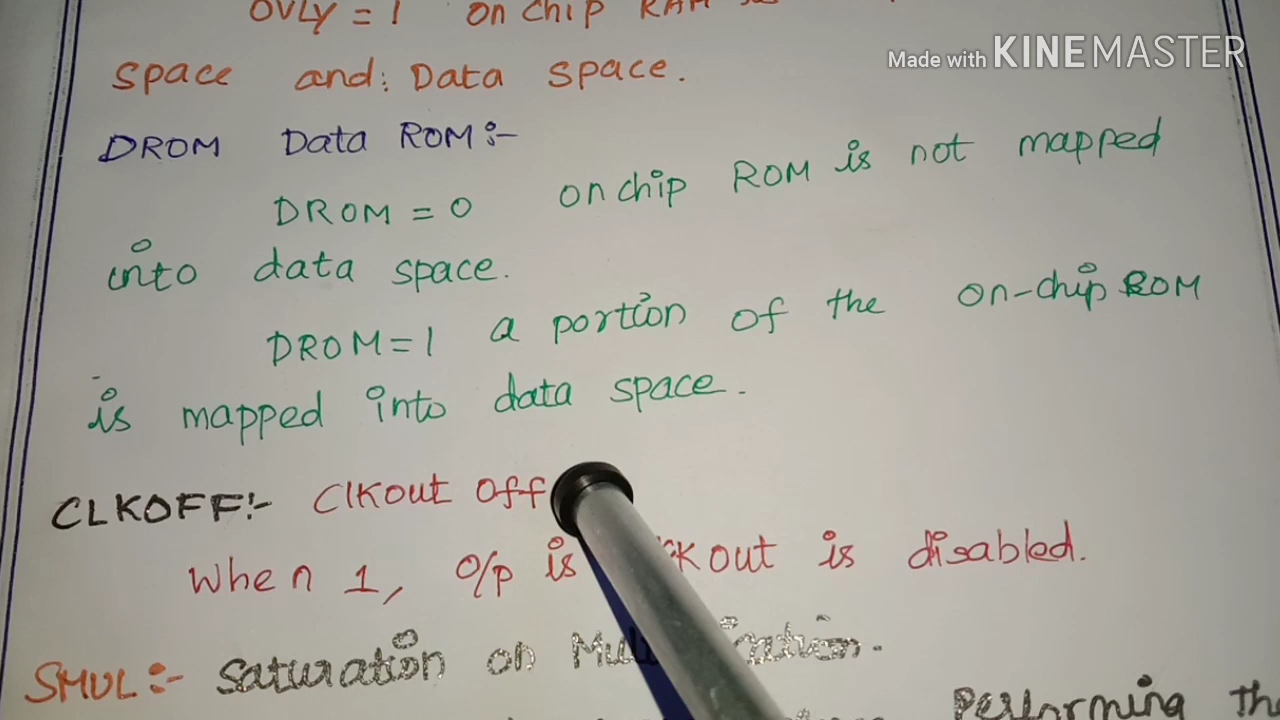 OVLY = 1 on chip RAM
Made with KINEMASTER
space and: Data space.
DROM Data ROM:-
DROM = 0 on chip ROM is not mapped
into data space.
DROM = 1 a portion of the on-chip ROM
is mapped into data space.
CLKOFF:- Clkout off
When 1, o/p is out is disabled.
SMUL:- Saturation on
Performing